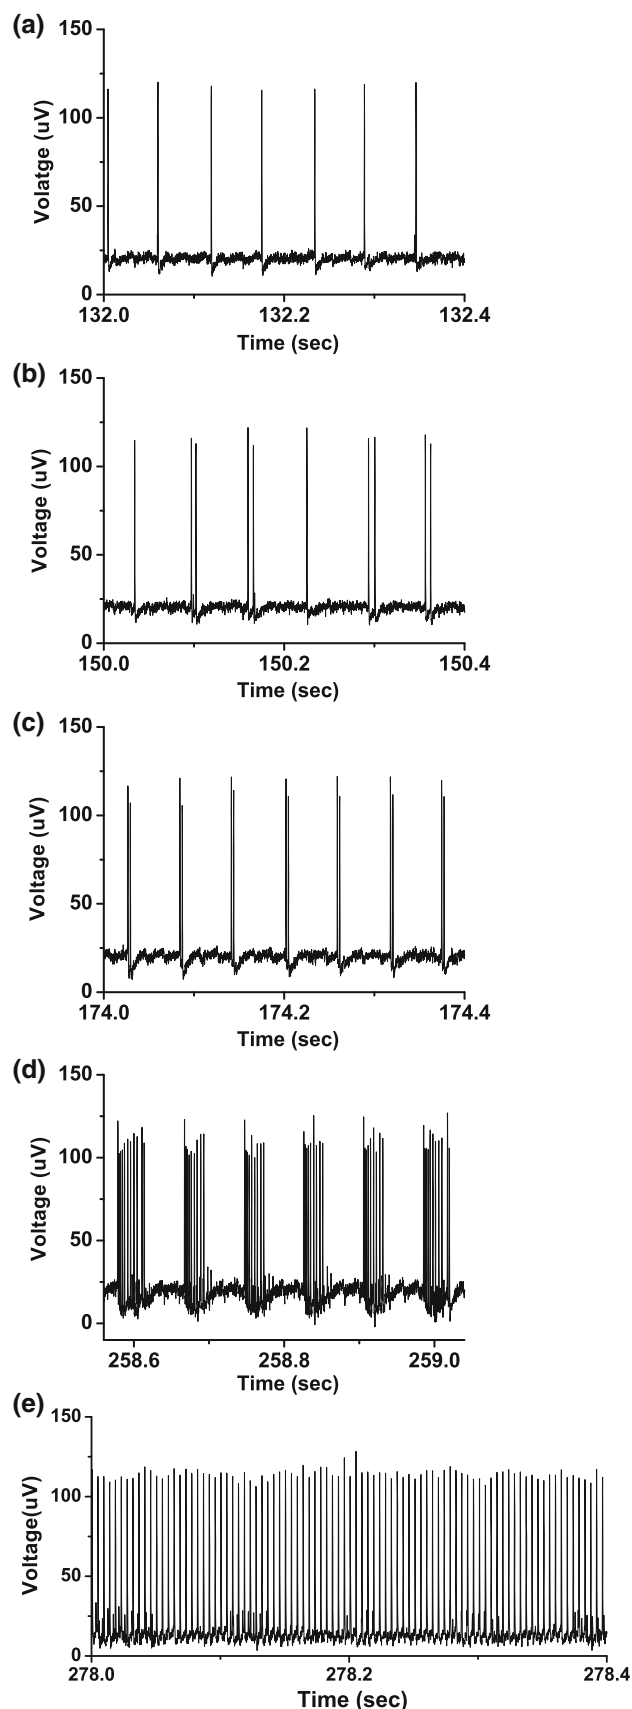 (a)
150
100
50
0
Volatge (uV)
132.0 132.2 132.4
Time (sec)
(b)
150
100
50
0
Voltage (uV)
150.0 150.2 150.4
Time (sec)
(c)
150
100
50
0
Voltage (uV)
174.0 174.2 174.4
Time (sec)
(d)
150
100
50
0
Voltage (uV)
258.6 258.8 259.0
Time (sec)
(e)
150
100
50
0
Voltage(uV)
278.0 278.2 278.4
Time (sec)